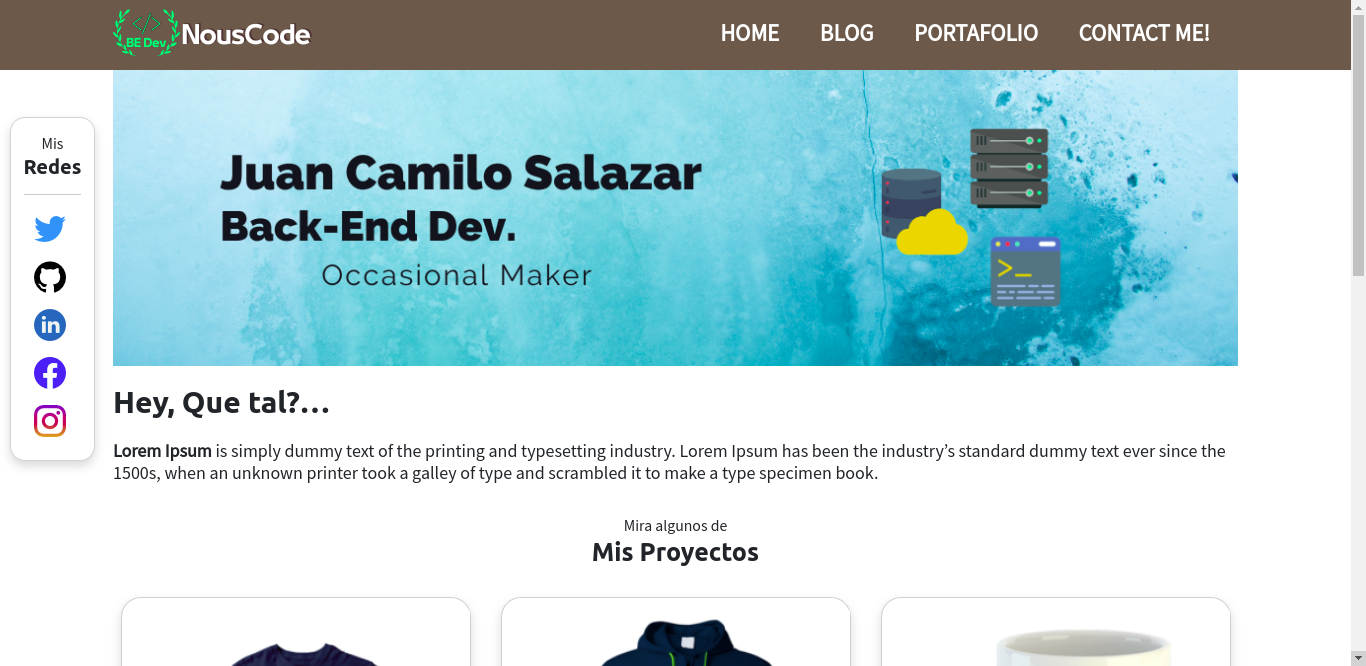 BE Dev NousCode
HOME BLOG PORTAFOLIO CONTACT ME!
Mis
Redes
Juan Camilo Salazar
Back-End Dev.
Occasional Maker
Hey, Que tal?…
Lorem Ipsum is simply dummy text of the printing and typesetting industry. Lorem Ipsum has been the industry’s standard dummy text ever since the
1500s, when an unknown printer took a galley of type and scrambled it to make a type specimen book.
Mira algunos de
Mis Proyectos